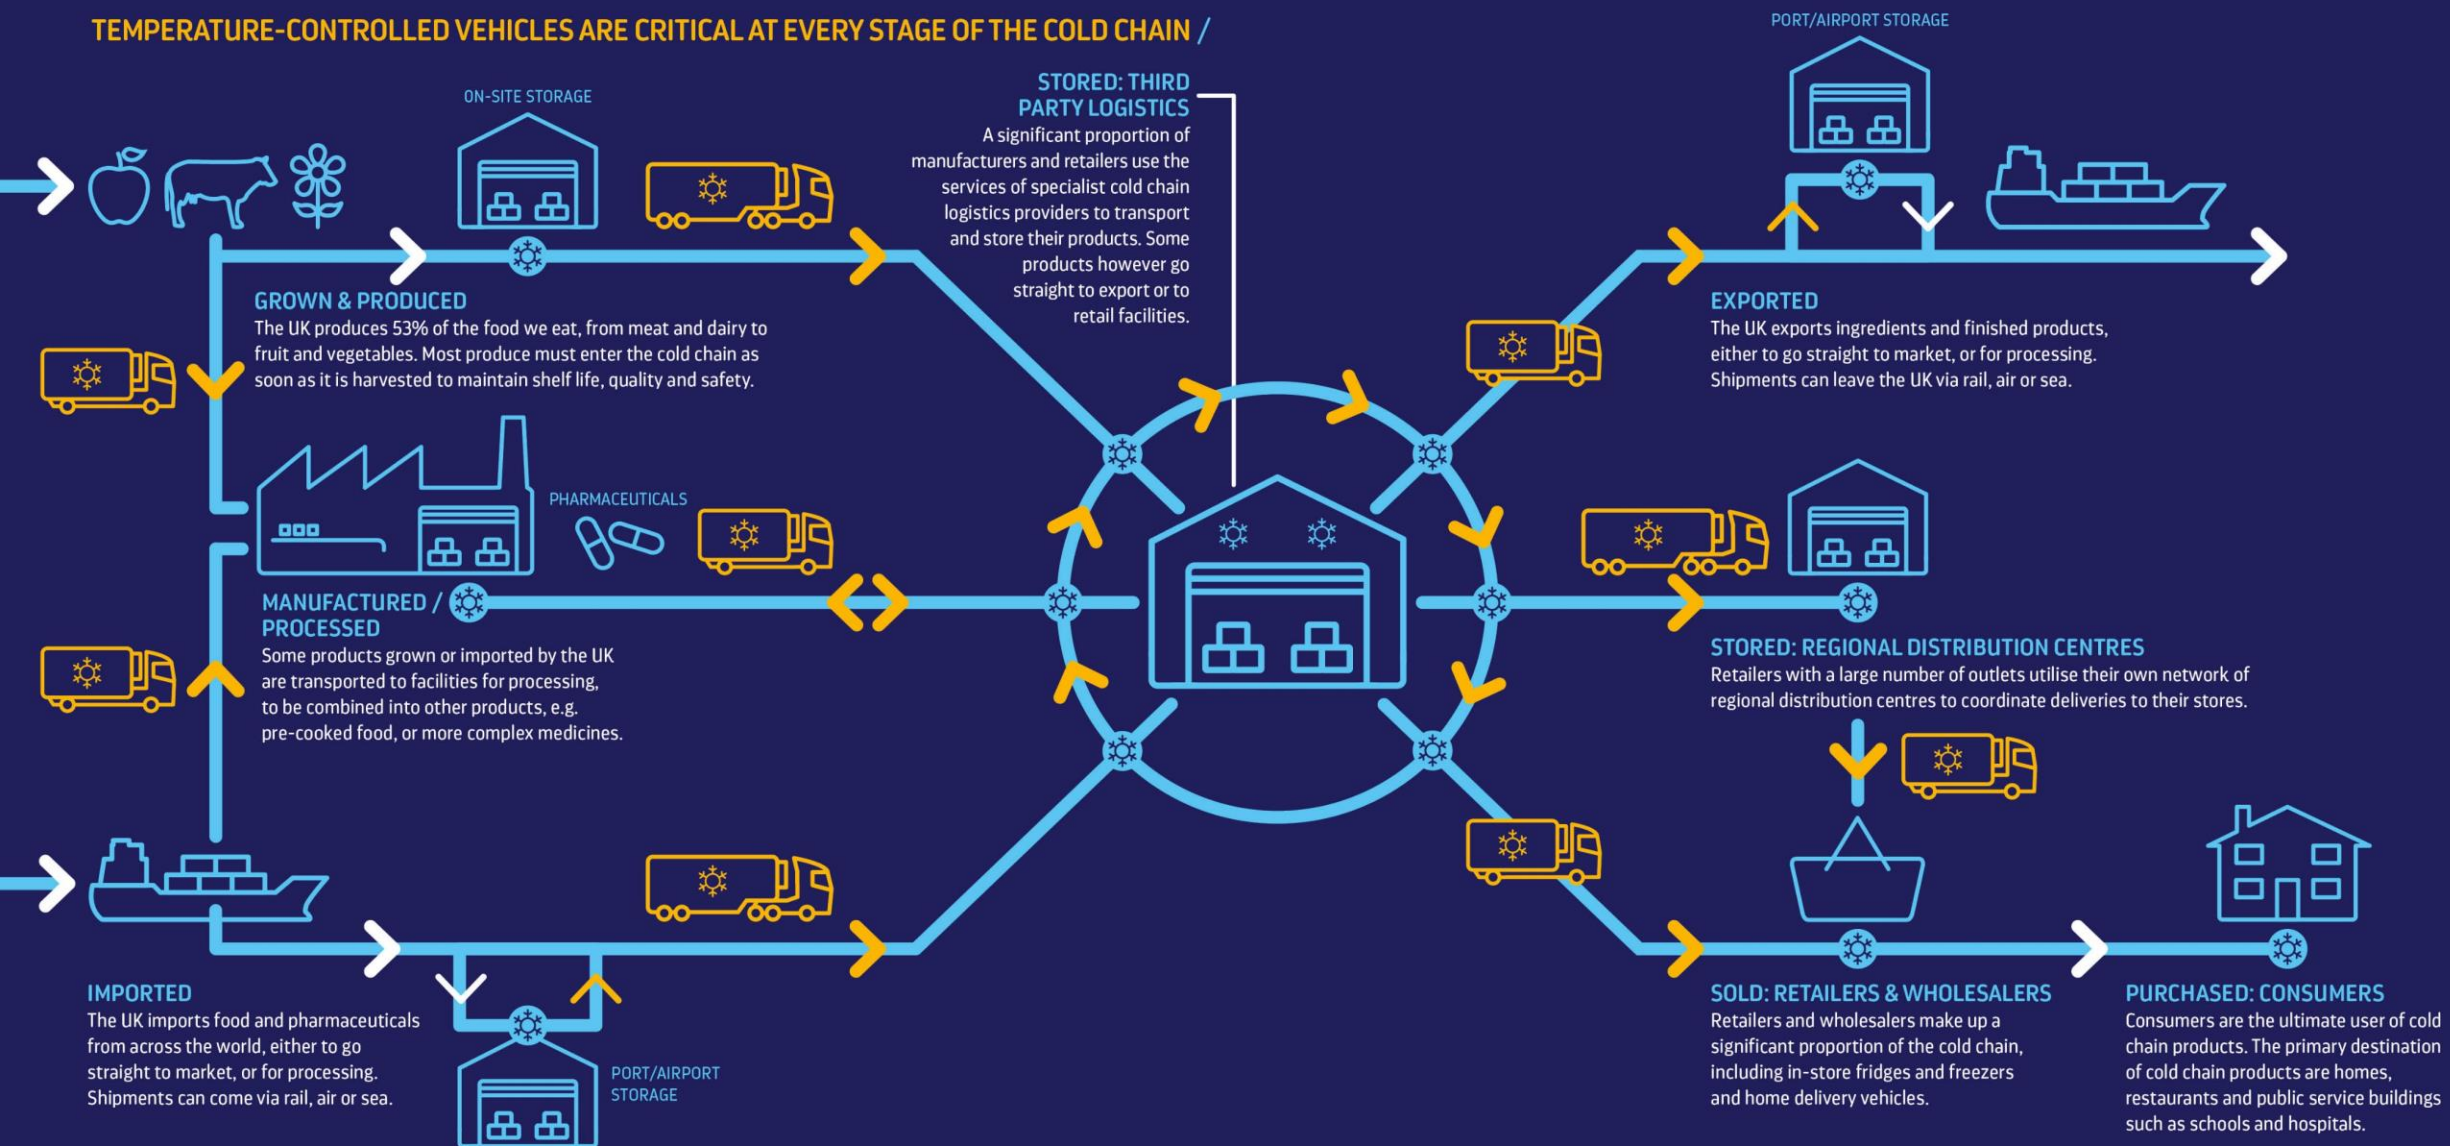 TEMPERATURE-CONTROLLED VEHICLES ARE CRITICAL AT EVERY STAGE OF THE COLD CHAIN /
ON-SITE STORAGE
GROWN & PRODUCED
The UK produces 53% of the food we eat, from meat and dairy to
fruit and vegetables. Most produce must enter the cold chain as
soon as it is harvested to maintain shelf life, quality and safety.
STORED: THIRD
PARTY LOGISTICS
A significant proportion of
manufacturers and retailers use the
services of specialist cold chain
logistics providers to transport
and store their products. Some
products however go
straight to export or to
retail facilities.
PORT/AIRPORT STORAGE
EXPORTED
The UK exports ingredients and finished products,
either to go straight to market, or for processing.
Shipments can leave the UK via rail, air or sea.
PHARMACEUTICALS
MANUFACTURED /
PROCESSED
Some products grown or imported by the UK
are transported to facilities for processing,
to be combined into other products, e.g.
pre-cooked food, or more complex medicines.
STORED: REGIONAL DISTRIBUTION CENTRES
Retailers with a large number of outlets utilise their own network of
regional distribution centres to coordinate deliveries to their stores.
IMPORTED
The UK imports food and pharmaceuticals
from across the world, either to go
straight to market, or for processing.
Shipments can come via rail, air or sea.
PORT/AIRPORT
STORAGE
SOLD: RETAILERS & WHOLESALERS
Retailers and wholesalers make up a
significant proportion of the cold chain,
including in-store fridges and freezers
and home delivery vehicles.
PURCHASED: CONSUMERS
Consumers are the ultimate user of cold
chain products. The primary destination
of cold chain products are homes,
restaurants and public service buildings
such as schools and hospitals.